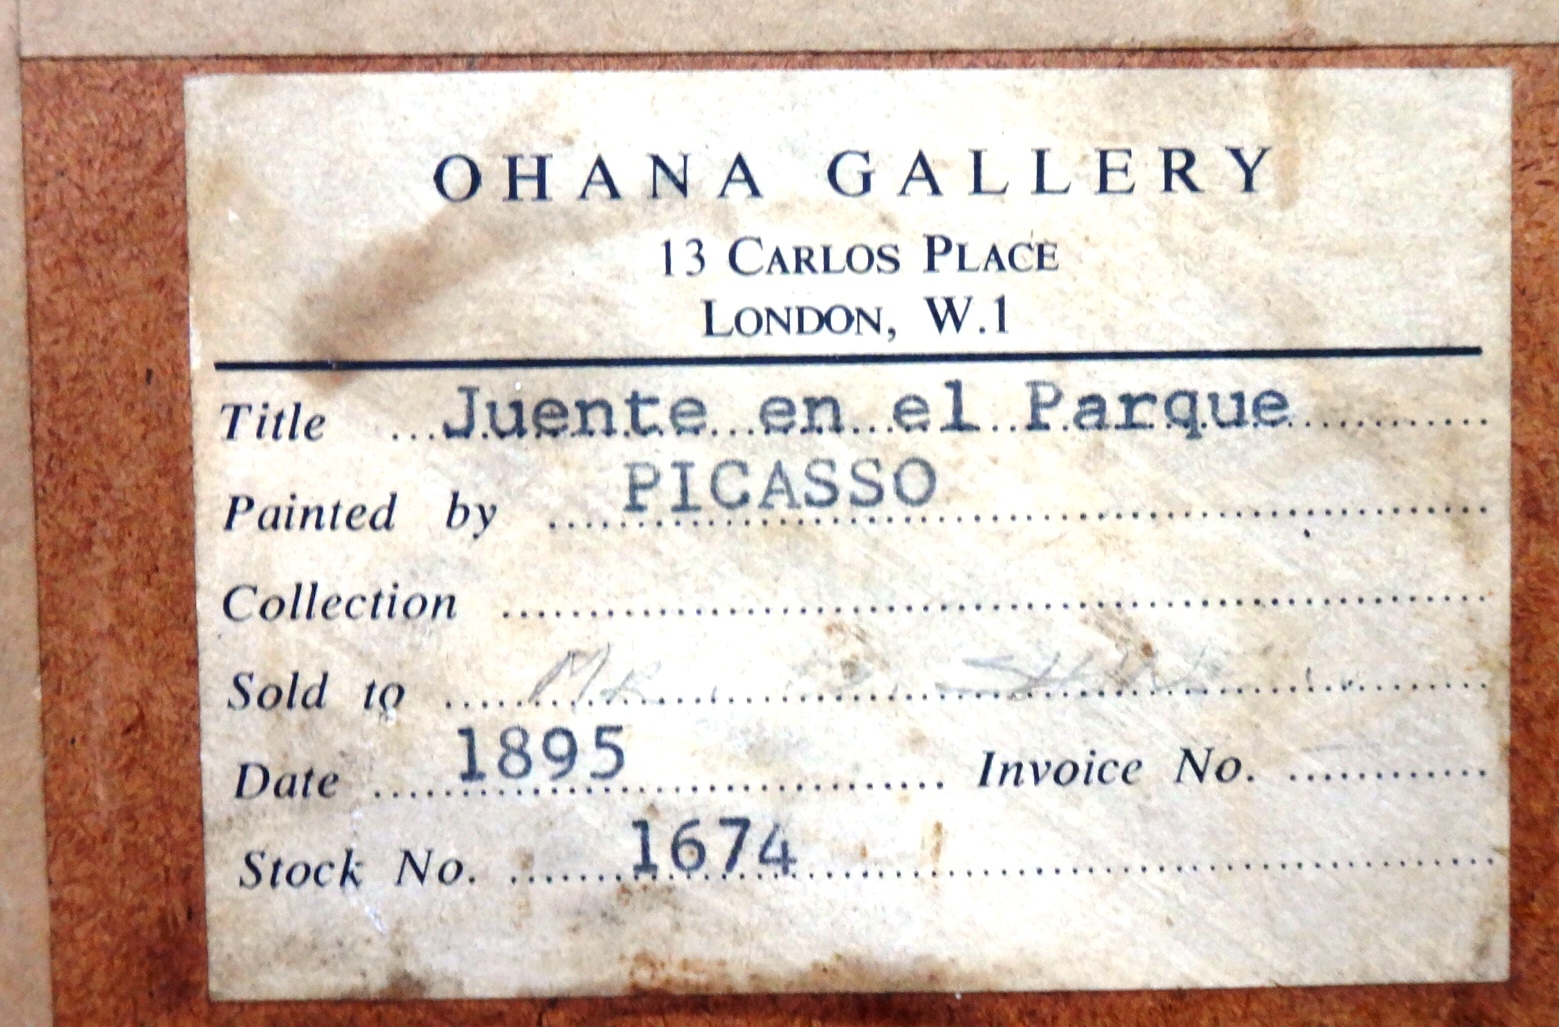 OHANA GALLERY
13 CARLOS PLACE
LONDON, W.1
Title ...Juente en el Parque...
Painted by ...PICASSO...
Collection ...
Sold to ... MR
Date ...1895... Invoice No. ...
Stock No. ...1674...